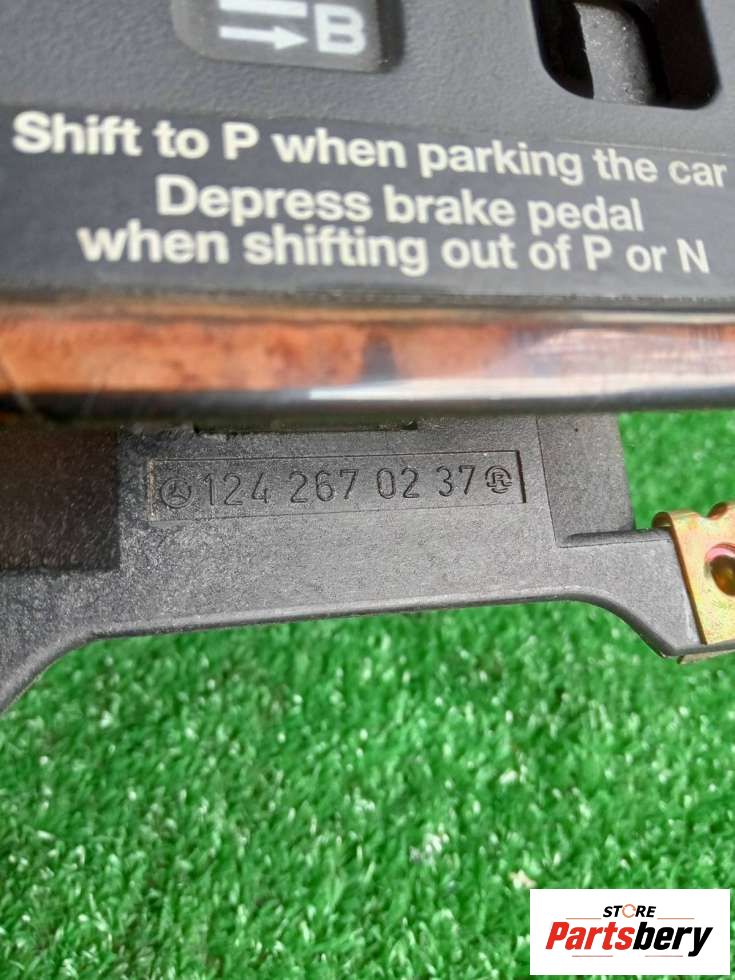 B
Shift to P when parking the car
Depress brake pedal
when shifting out of P or N
124 267 02 37 R
STORE
Partsbery